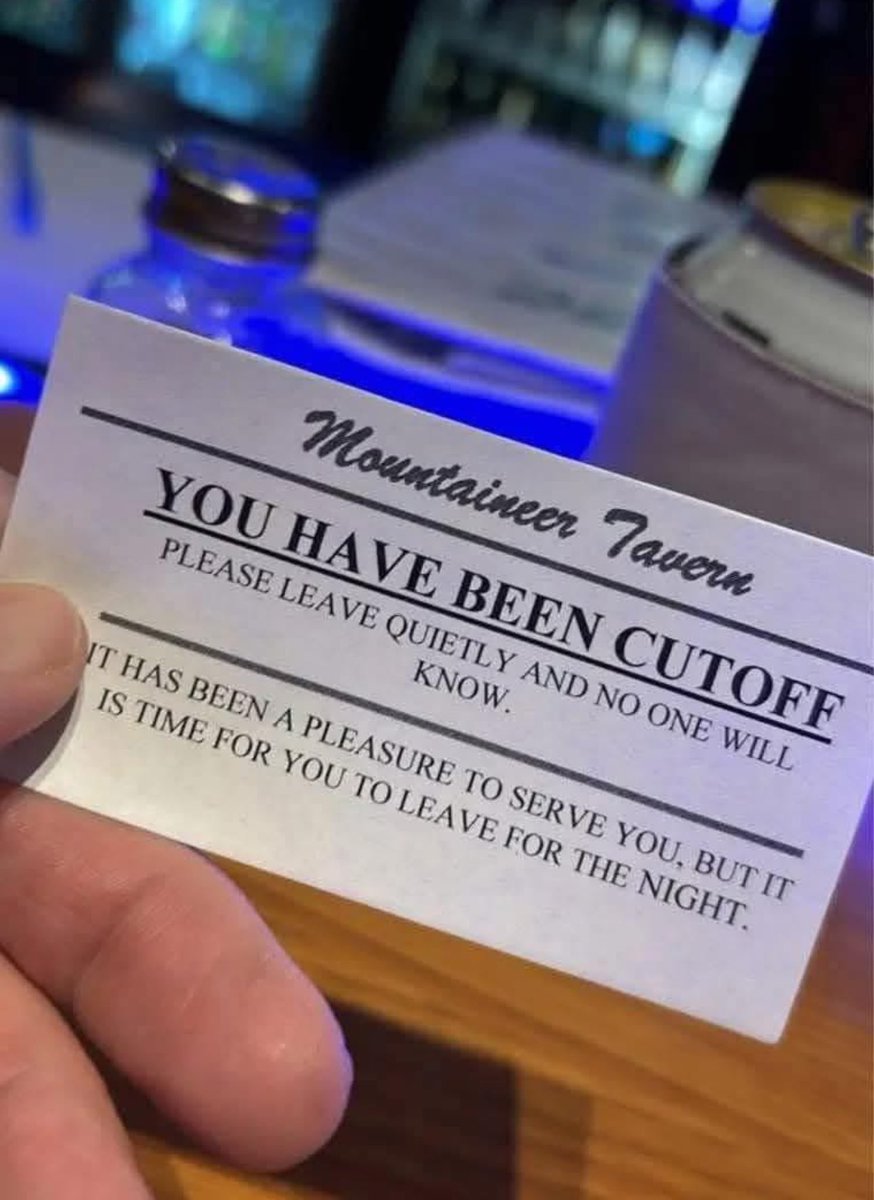 Mountaineer Tavern
YOU HAVE BEEN CUTOFF
PLEASE LEAVE QUIETLY AND NO ONE WILL
KNOW.
IT HAS BEEN A PLEASURE TO SERVE YOU, BUT IT
IS TIME FOR YOU TO LEAVE FOR THE NIGHT.